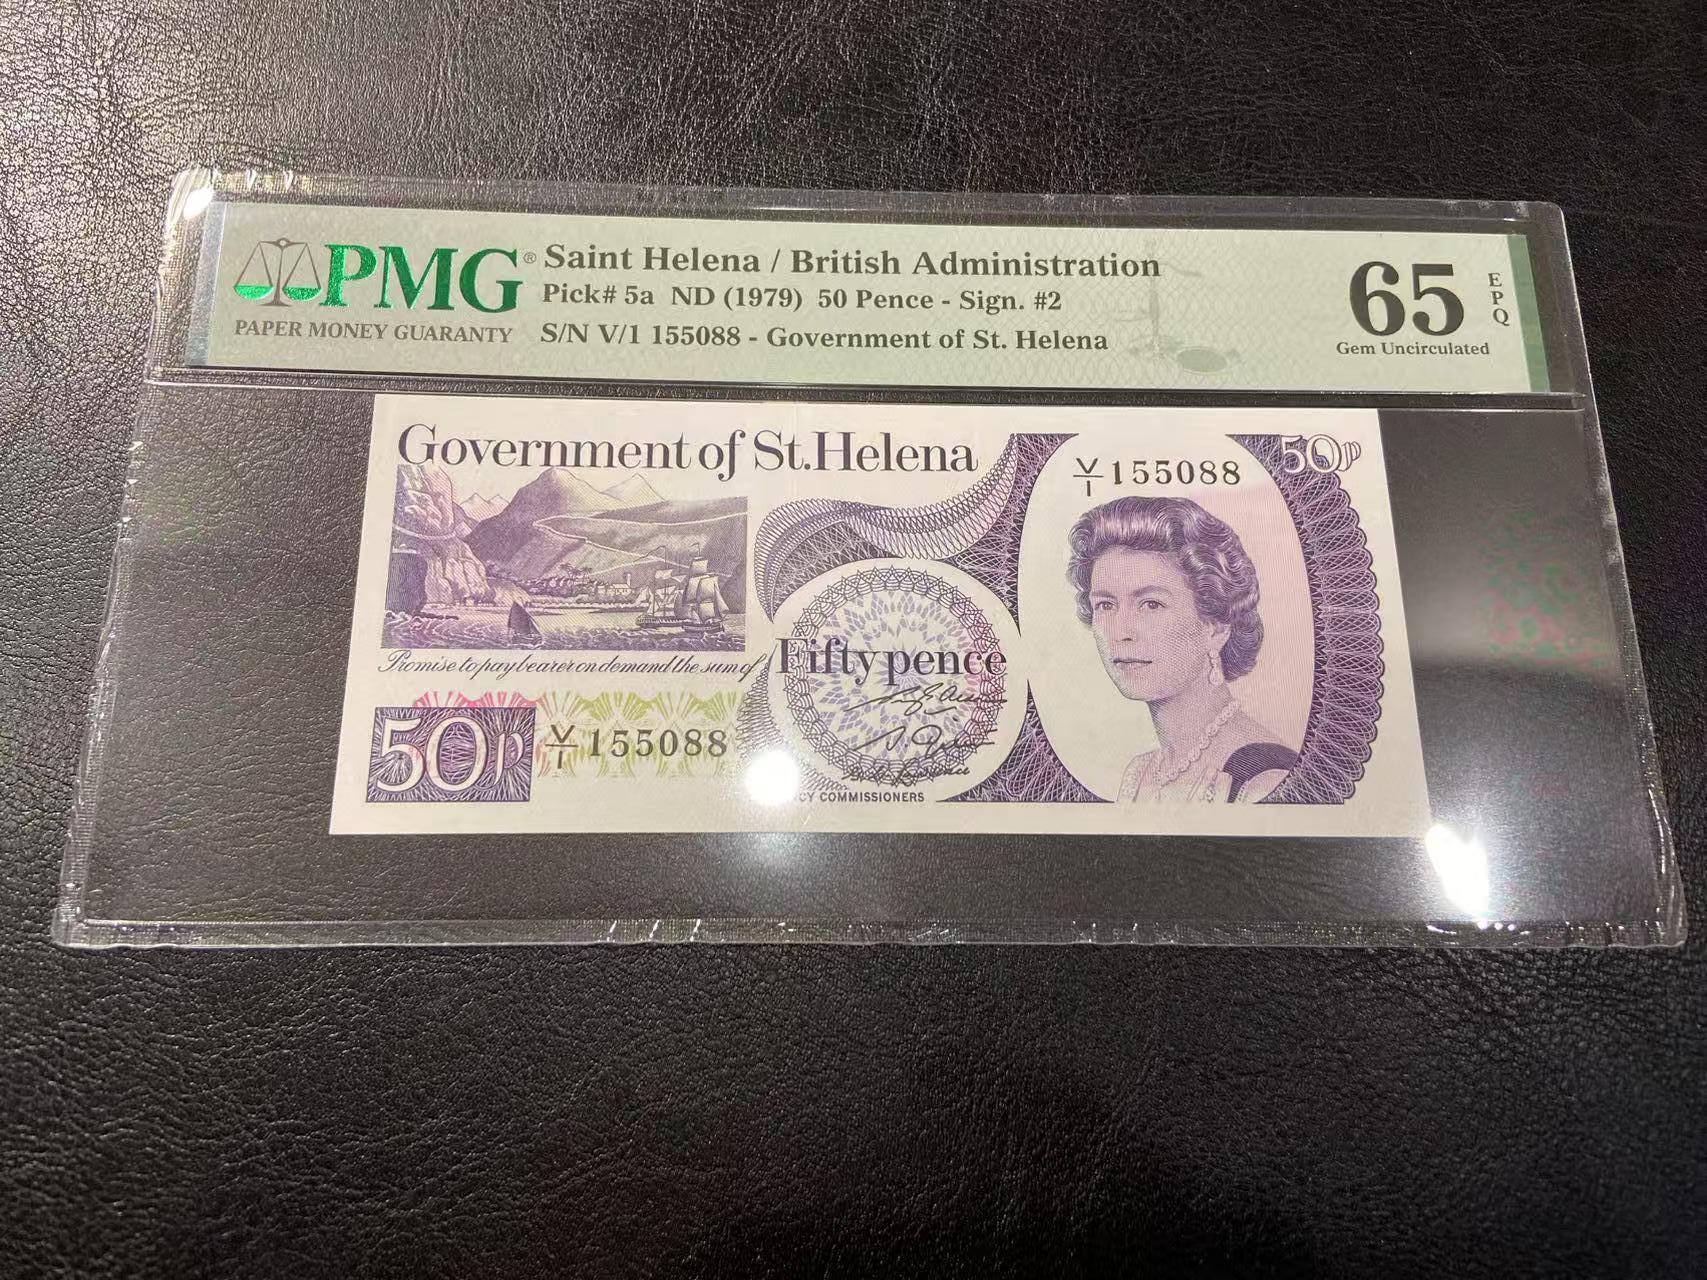 PMG®
PAPER MONEY GUARANTY
Saint Helena / British Administration
Pick# 5a ND (1979) 50 Pence - Sign. #2
S/N V/1 155088 - Government of St. Helena
65
EPQ
Gem Uncirculated
Government of St.Helena
V/1 155088
50p
Promise to pay bearer on demand the sum of
Fifty pence
50p
V/1 155088
CY COMMISSIONERS